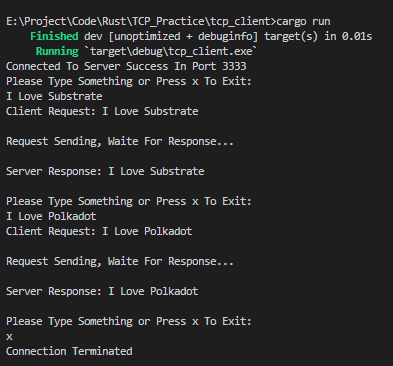 E:\Project\Code\Rust\TCP_Practice\tcp_client>cargo run
Finished dev [unoptimized + debuginfo] target(s) in 0.01s
Running `target\debug\tcp_client.exe`
Connected To Server Success In Port 3333
Please Type Something or Press x To Exit:
I Love Substrate
Client Request: I Love Substrate
Request Sending, Waite For Response...
Server Response: I Love Substrate
Please Type Something or Press x To Exit:
I Love Polkadot
Client Request: I Love Polkadot
Request Sending, Waite For Response...
Server Response: I Love Polkadot
Please Type Something or Press x To Exit:
x
Connection Terminated